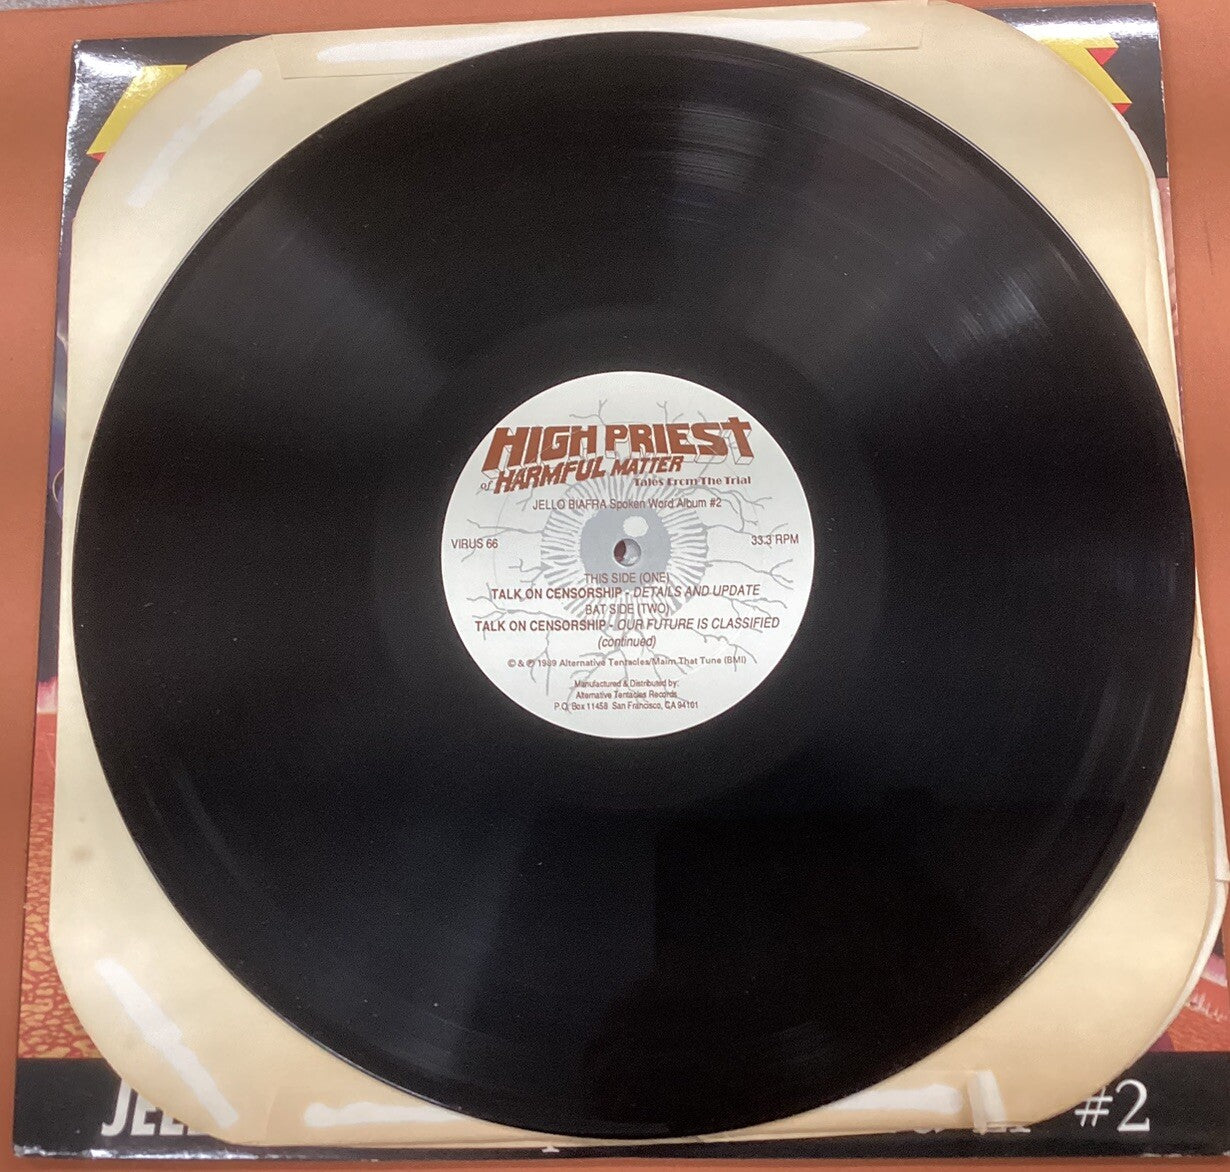 HIGH PRIEST
of HARMFUL MATTER
Tales From The Trial
JELLO BIAFRA Spoken Word Album #2
VIRUS 66
33.3 RPM
THIS SIDE (ONE)
TALK ON CENSORSHIP - DETAILS AND UPDATE
BAT SIDE (TWO)
TALK ON CENSORSHIP - OUR FUTURE IS CLASSIFIED
(continued)
© & ℗ 1989 Alternative Tentacles/Maim That Tune (BMI)
Manufactured & Distributed by:
Alternative Tentacles Records
P.O. Box 11458 San Francisco, CA 94101
#2